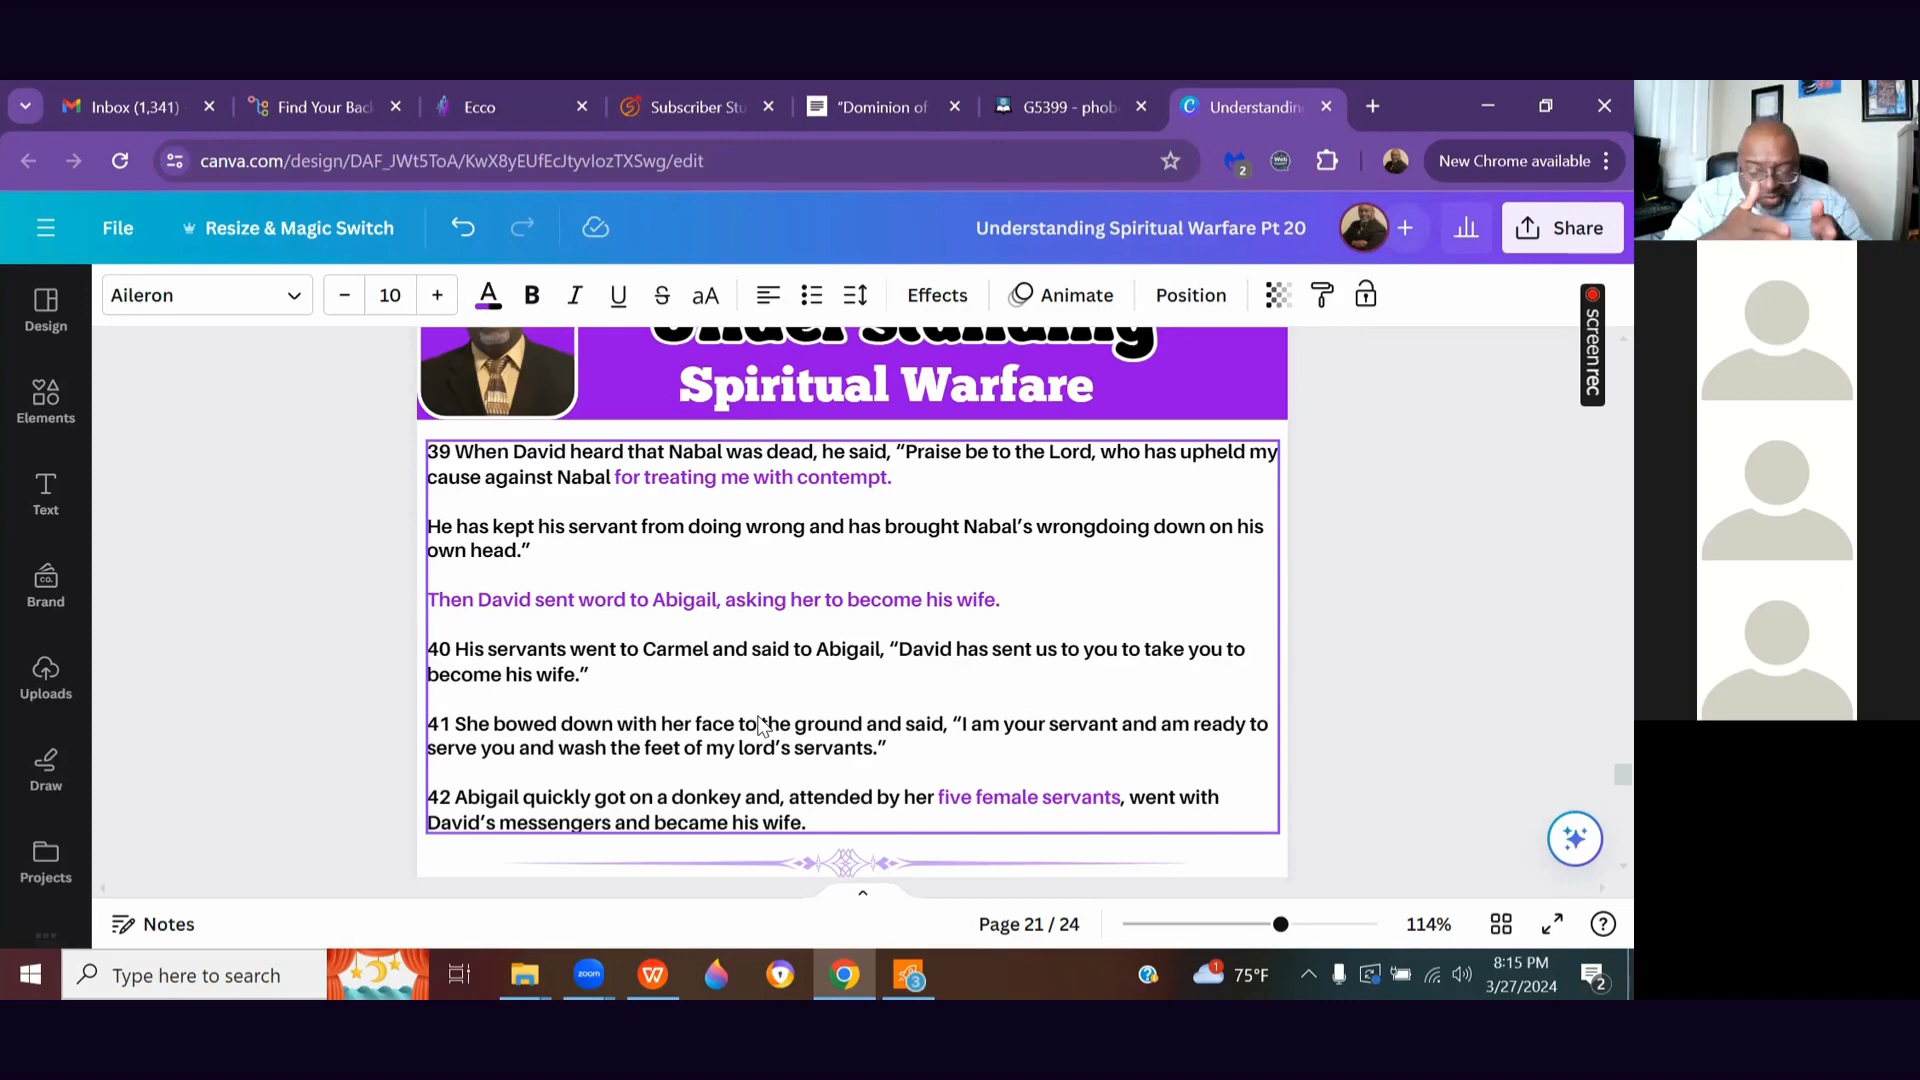 Inbox (1,341)
Find Your Bac
Ecco
Subscriber Stu
"Dominion of
G5399 - phob
Understandin
canva.com/design/DAF_JWt5ToA/KwX8yEUfEcJtyvIozTXSwg/edit
2
New Chrome available
File
Resize & Magic Switch
Understanding Spiritual Warfare Pt 20
Share
Aileron
10
A
B
I
U
S
aA
Effects
Animate
Position
screenrec
Design
Elements
Text
Brand
Uploads
Draw
Projects
Understanding
Spiritual Warfare
39 When David heard that Nabal was dead, he said, “Praise be to the Lord, who has upheld my
cause against Nabal for treating me with contempt.
He has kept his servant from doing wrong and has brought Nabal’s wrongdoing down on his
own head.”
Then David sent word to Abigail, asking her to become his wife.
40 His servants went to Carmel and said to Abigail, “David has sent us to you to take you to
become his wife.”
41 She bowed down with her face to the ground and said, “I am your servant and am ready to
serve you and wash the feet of my lord’s servants.”
42 Abigail quickly got on a donkey and, attended by her five female servants, went with
David’s messengers and became his wife.
Notes
Page 21 / 24
114%
Type here to search
zoom
3
1
75°F
8:15 PM
3/27/2024
2